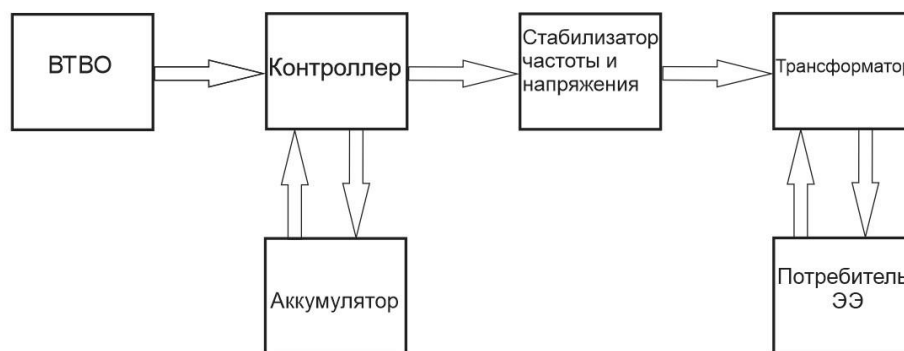 ВТВО
Контроллер
Стабилизатор
частоты и
напряжения
Трансформатор
Аккумулятор
Потребитель
ЭЭ